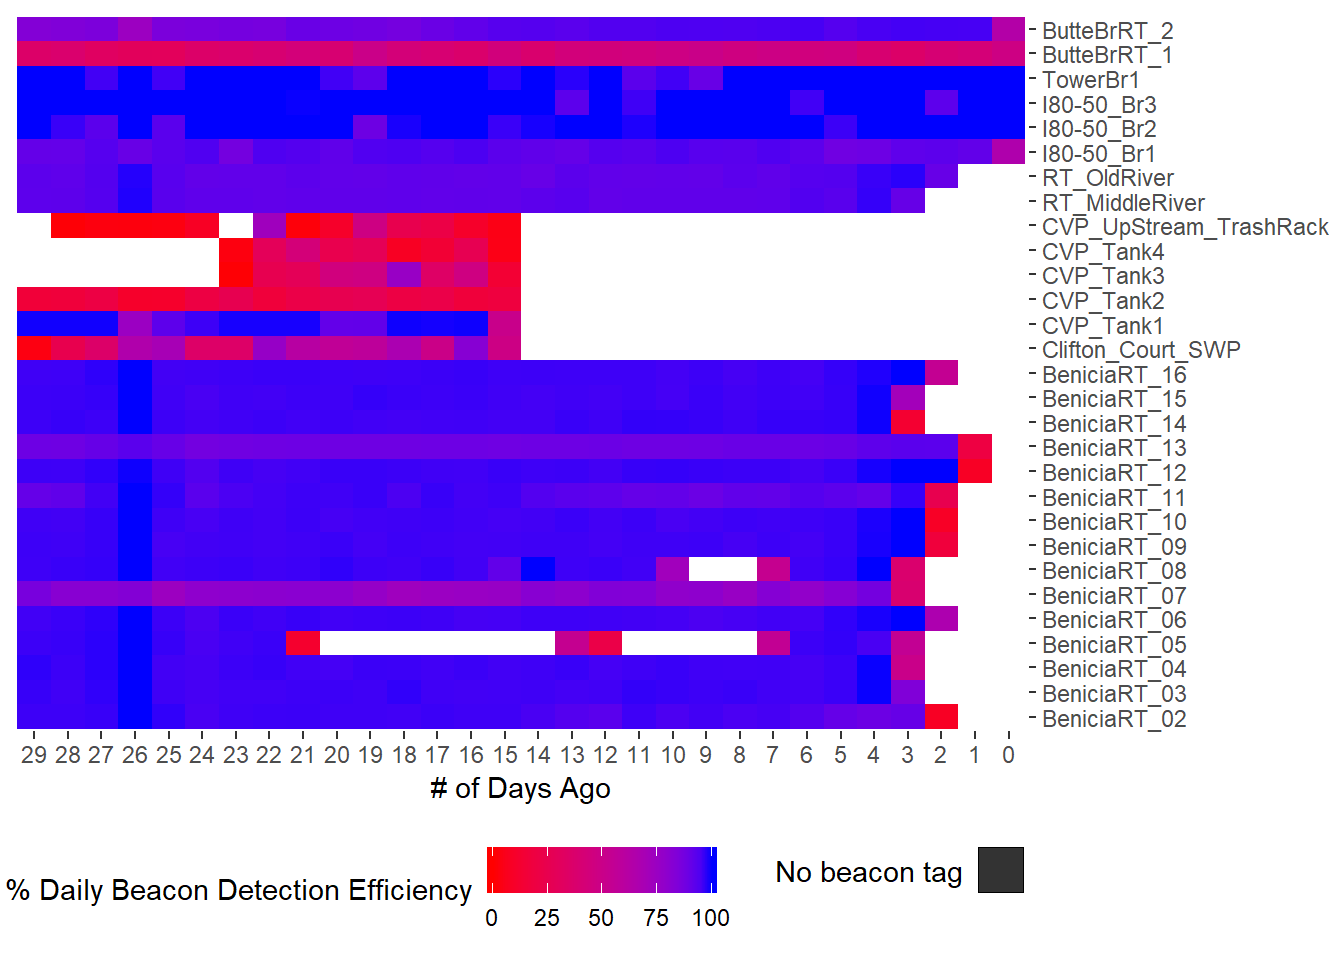 ButteBrRT_2
ButteBrRT_1
TowerBr1
I80-50_Br3
I80-50_Br2
I80-50_Br1
RT_OldRiver
RT_MiddleRiver
CVP_UpStream_TrashRack
CVP_Tank4
CVP_Tank3
CVP_Tank2
CVP_Tank1
Clifton_Court_SWP
BeniciaRT_16
BeniciaRT_15
BeniciaRT_14
BeniciaRT_13
BeniciaRT_12
BeniciaRT_11
BeniciaRT_10
BeniciaRT_09
BeniciaRT_08
BeniciaRT_07
BeniciaRT_06
BeniciaRT_05
BeniciaRT_04
BeniciaRT_03
BeniciaRT_02
29 28 27 26 25 24 23 22 21 20 19 18 17 16 15 14 13 12 11 10 9 8 7 6 5 4 3 2 1 0
# of Days Ago
% Daily Beacon Detection Efficiency
0 25 50 75 100
No beacon tag